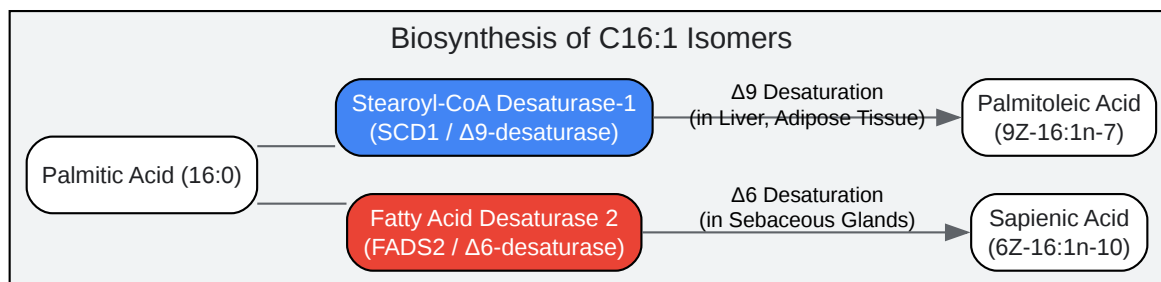 Biosynthesis of C16:1 Isomers
Palmitic Acid (16:0)
Stearoyl-CoA Desaturase-1
(SCD1 / Δ9-desaturase)
Δ9 Desaturation
(in Liver, Adipose Tissue)
Palmitoleic Acid
(9Z-16:1n-7)
Fatty Acid Desaturase 2
(FADS2 / Δ6-desaturase)
Δ6 Desaturation
(in Sebaceous Glands)
Sapienic Acid
(6Z-16:1n-10)